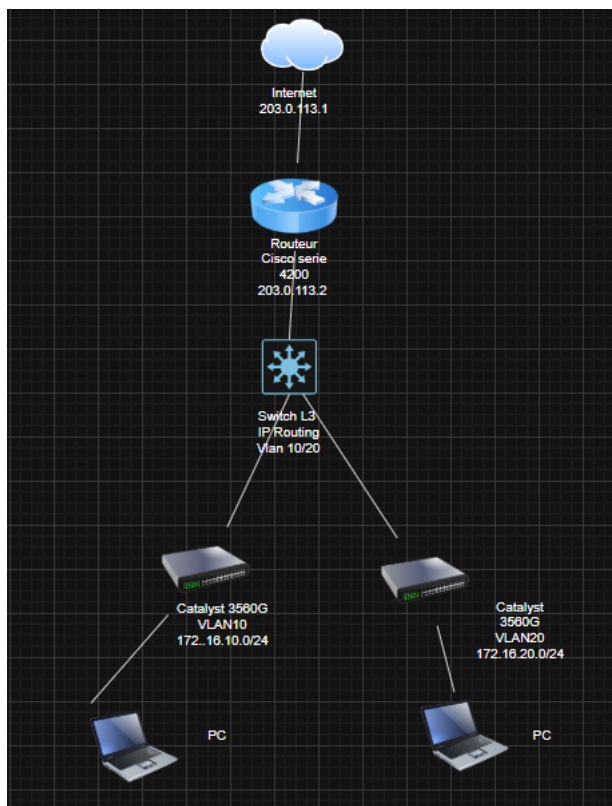 Internet
203.0.113.1
Routeur
Cisco serie
4200
203.0.113.2
Switch L3
IP Routing
Vlan 10/20
Catalyst 3560G
VLAN10
172..16.10.0/24
Catalyst
3560G
VLAN20
172.16.20.0/24
PC
PC